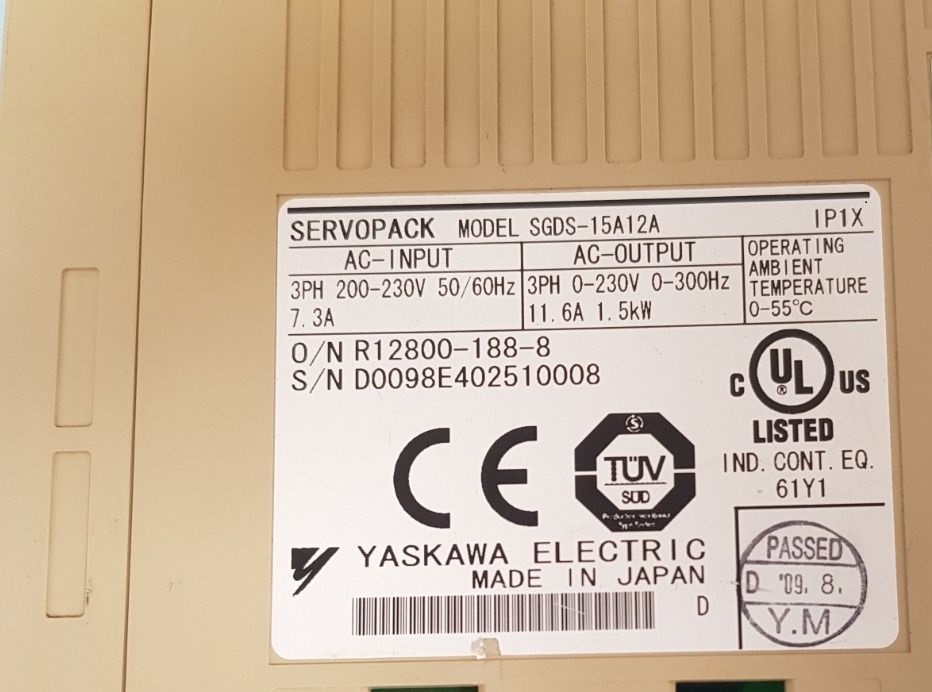 SERVOPACK MODEL SGDS-15A12A IP1X
AC-INPUT
3PH 200-230V 50/60Hz
7.3A
AC-OUTPUT
3PH 0-230V 0-300Hz
11.6A 1.5kW
OPERATING
AMBIENT
TEMPERATURE
0-55°C
O/N R12800-188-8
S/N D0098E402510008
C UL ® US
LISTED
IND. CONT. EQ.
61Y1
CE
S
TÜV
SÜD
YASKAWA ELECTRIC
MADE IN JAPAN
D
PASSED
D '09. 8.
Y.M